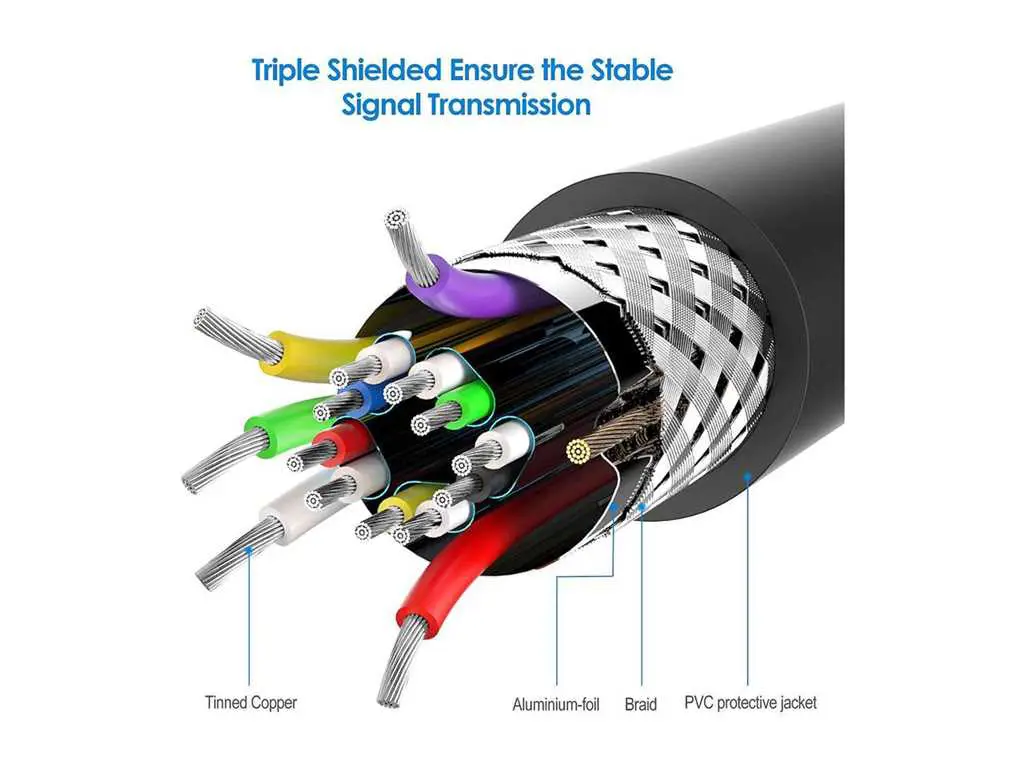 Triple Shielded Ensure the Stable
Signal Transmission
Tinned Copper
Aluminium-foil
Braid
PVC protective jacket